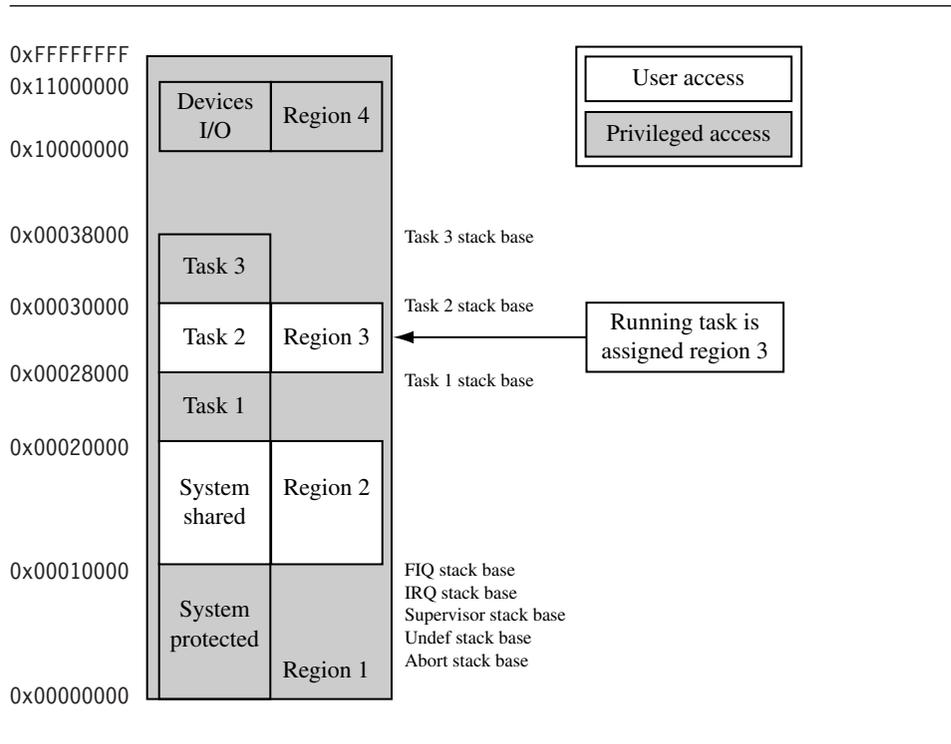 0xFFFFFFFF
0x11000000
0x10000000
0x00038000
0x00030000
0x00028000
0x00020000
0x00010000
0x00000000
Devices
I/O
Region 4
Task 3
Task 2
Region 3
Task 1
System
shared
Region 2
System
protected
Region 1
Task 3 stack base
Task 2 stack base
Task 1 stack base
FIQ stack base
IRQ stack base
Supervisor stack base
Undef stack base
Abort stack base
User access
Privileged access
Running task is
assigned region 3